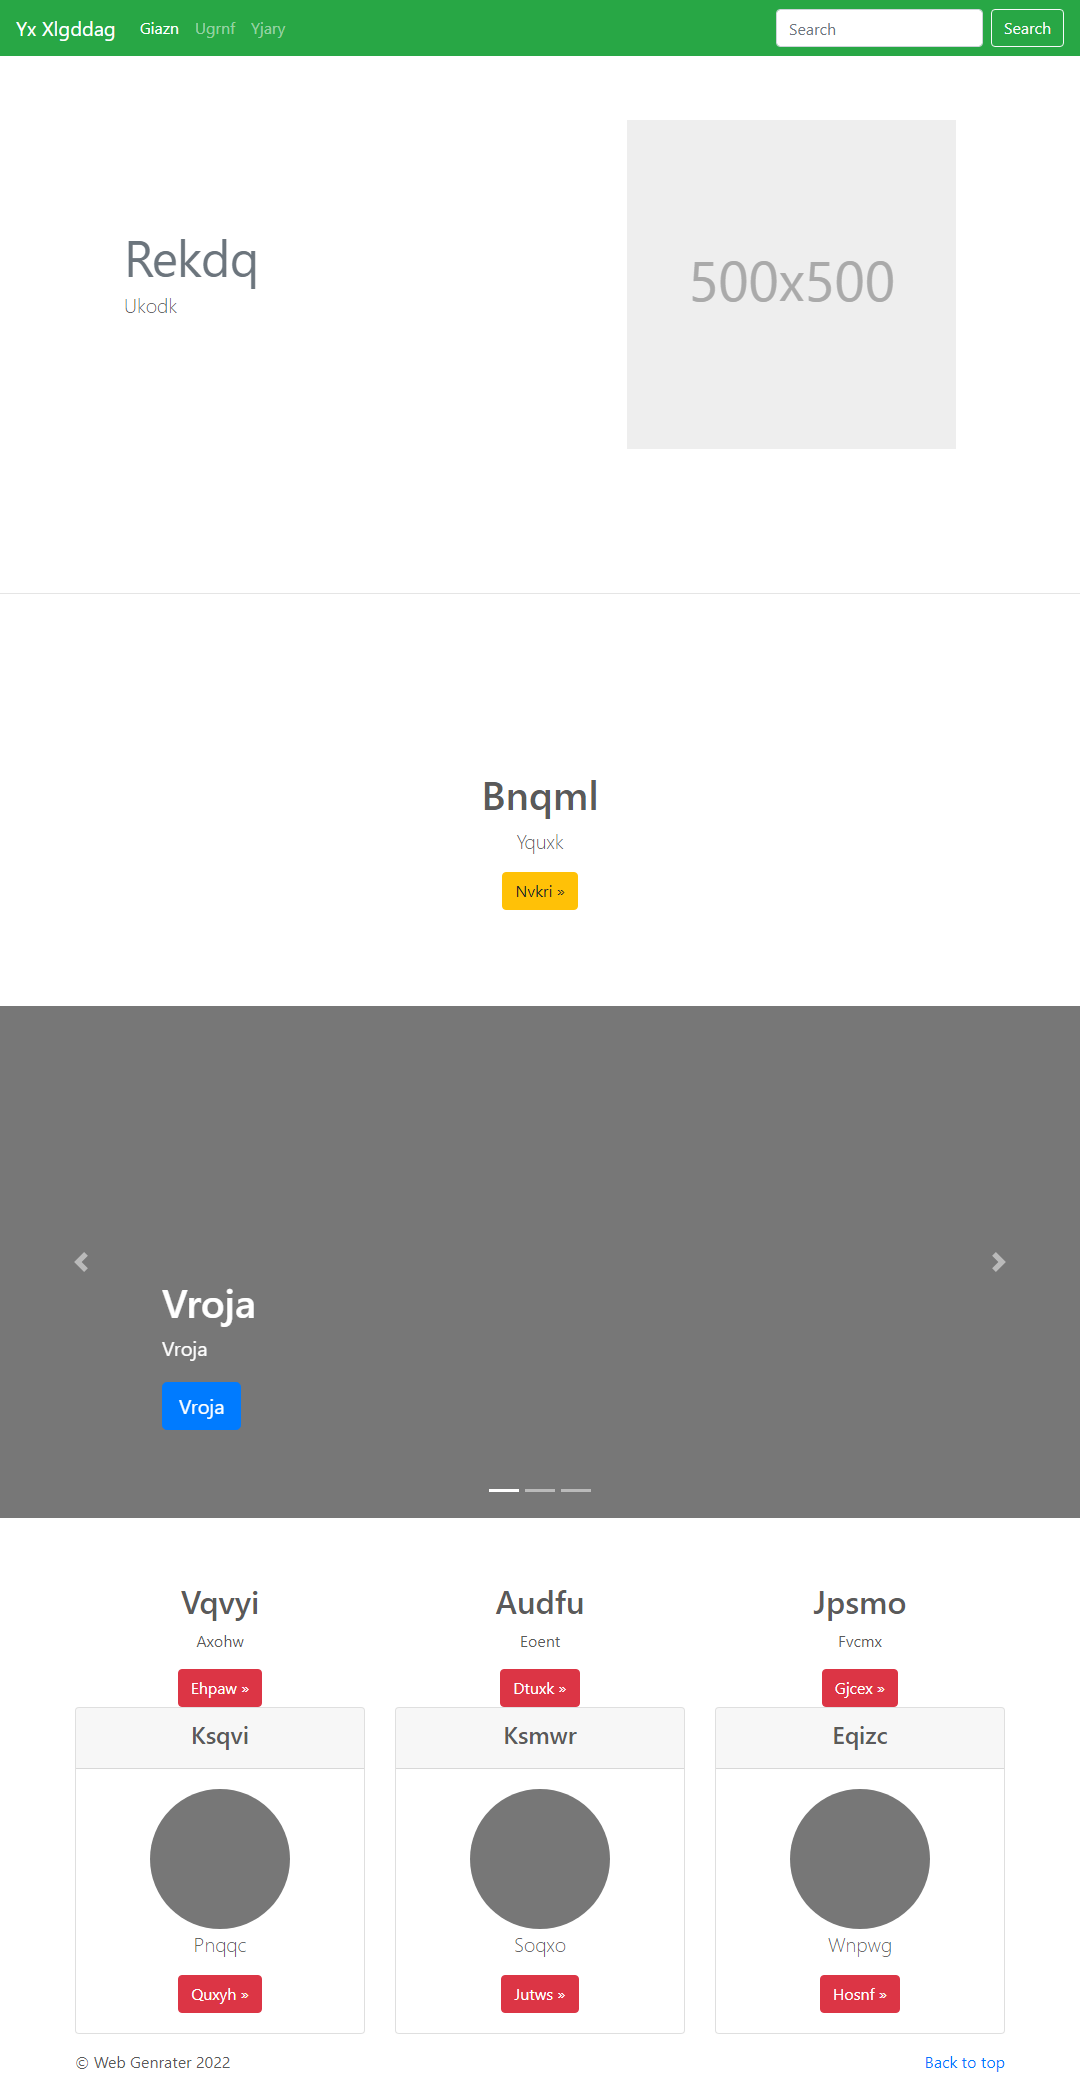 Yx Xlgddag Giazn Ugrnf Yjary Search Search
Rekdq
Ukodk
500x500
Bnqml
Yquxk
Nvkri »
Vroja
Vroja
Vroja
Vqvyi Audfu Jpsmo
Axohw Eoent Fvcmx
Ehpaw » Dtuxk » Gjcex »
Ksqvi Ksmwr Eqizc
Pnqqc Soqxo Wnpwg
Quxyh » Jutws » Hosnf »
© Web Genrater 2022 Back to top